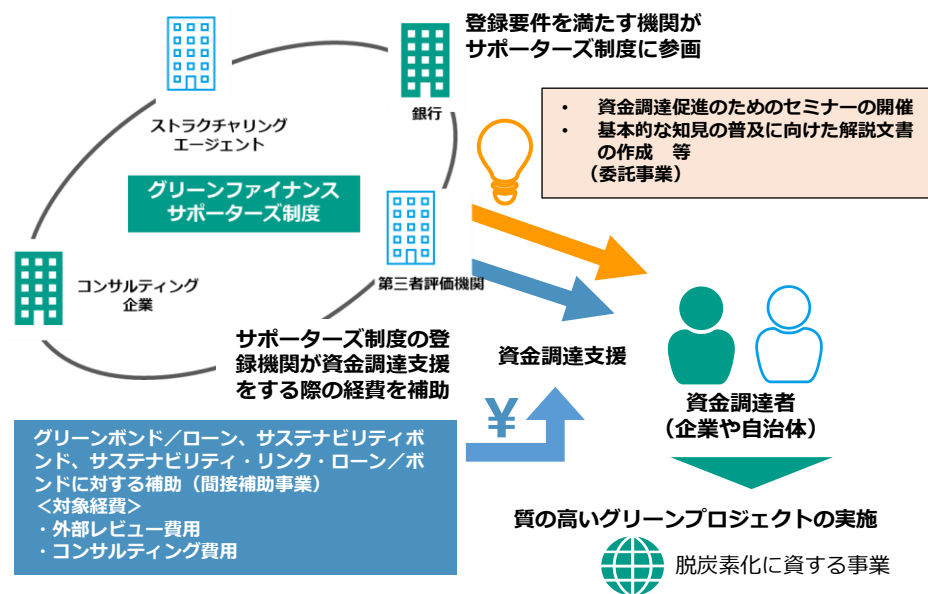 登録要件を満たす機関が
サポーターズ制度に参画
ストラクチャリング
エージェント
銀行
・　資金調達促進のためのセミナーの開催
・　基本的な知見の普及に向けた解説文書
の作成　等
（委託事業）
グリーンファイナンス
サポーターズ制度
コンサルティング
企業
第三者評価機関
サポーターズ制度の登
録機関が資金調達支援
をする際の経費を補助
資金調達支援
¥
資金調達者
（企業や自治体）
グリーンボンド／ローン、サステナビリティボ
ンド、サステナビリティ・リンク・ローン／ボ
ンドに対する補助（間接補助事業）
＜対象経費＞
・外部レビュー費用
・コンサルティング費用
質の高いグリーンプロジェクトの実施
脱炭素化に資する事業